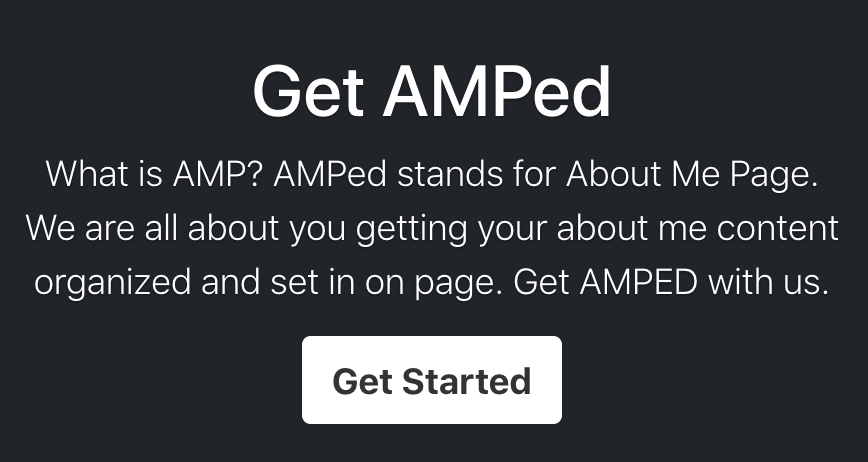 Get AMPed
What is AMP? AMPed stands for About Me Page.
We are all about you getting your about me content
organized and set in on page. Get AMPED with us.
Get Started